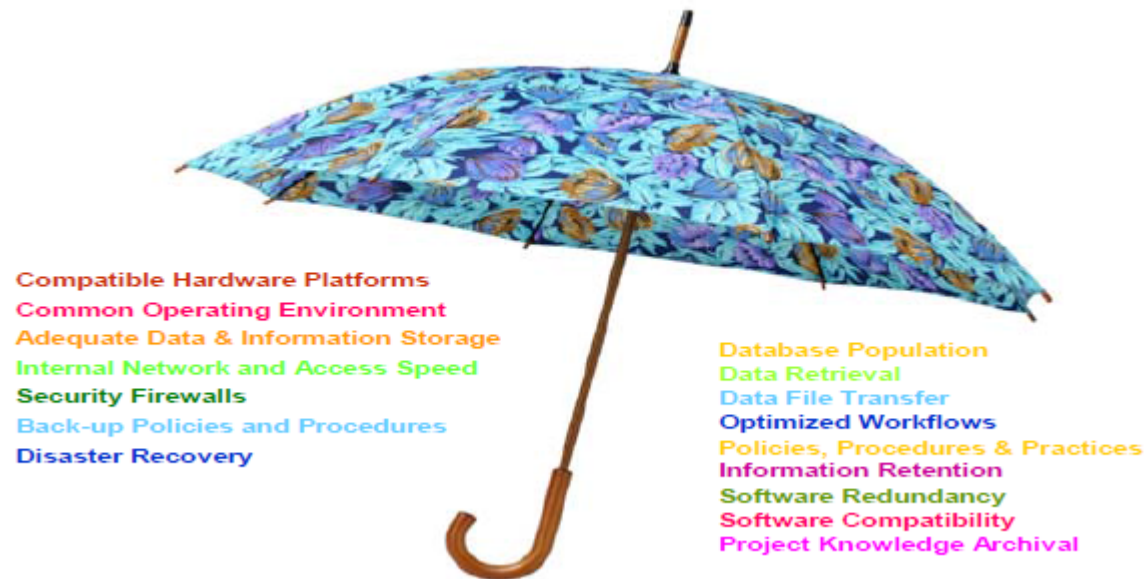 Compatible Hardware Platforms
Common Operating Environment
Adequate Data & Information Storage
Internal Network and Access Speed
Security Firewalls
Back-up Policies and Procedures
Disaster Recovery
Database Population
Data Retrieval
Data File Transfer
Optimized Workflows
Policies, Procedures & Practices
Information Retention
Software Redundancy
Software Compatibility
Project Knowledge Archival